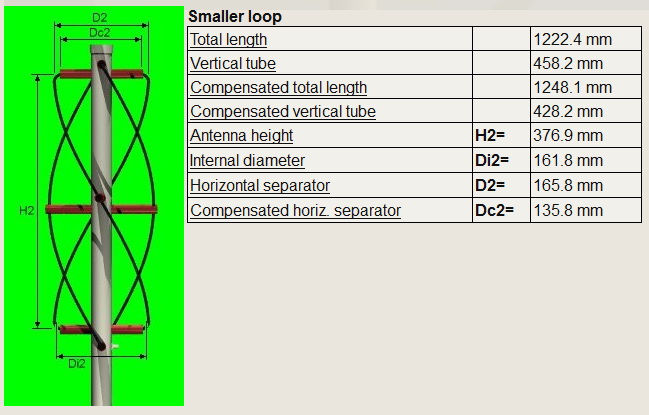 D2
Dc2
H2
Di2
Smaller loop
Total length 1222.4 mm
Vertical tube 458.2 mm
Compensated total length 1248.1 mm
Compensated vertical tube 428.2 mm
Antenna height H2= 376.9 mm
Internal diameter Di2= 161.8 mm
Horizontal separator D2= 165.8 mm
Compensated horiz. separator Dc2= 135.8 mm